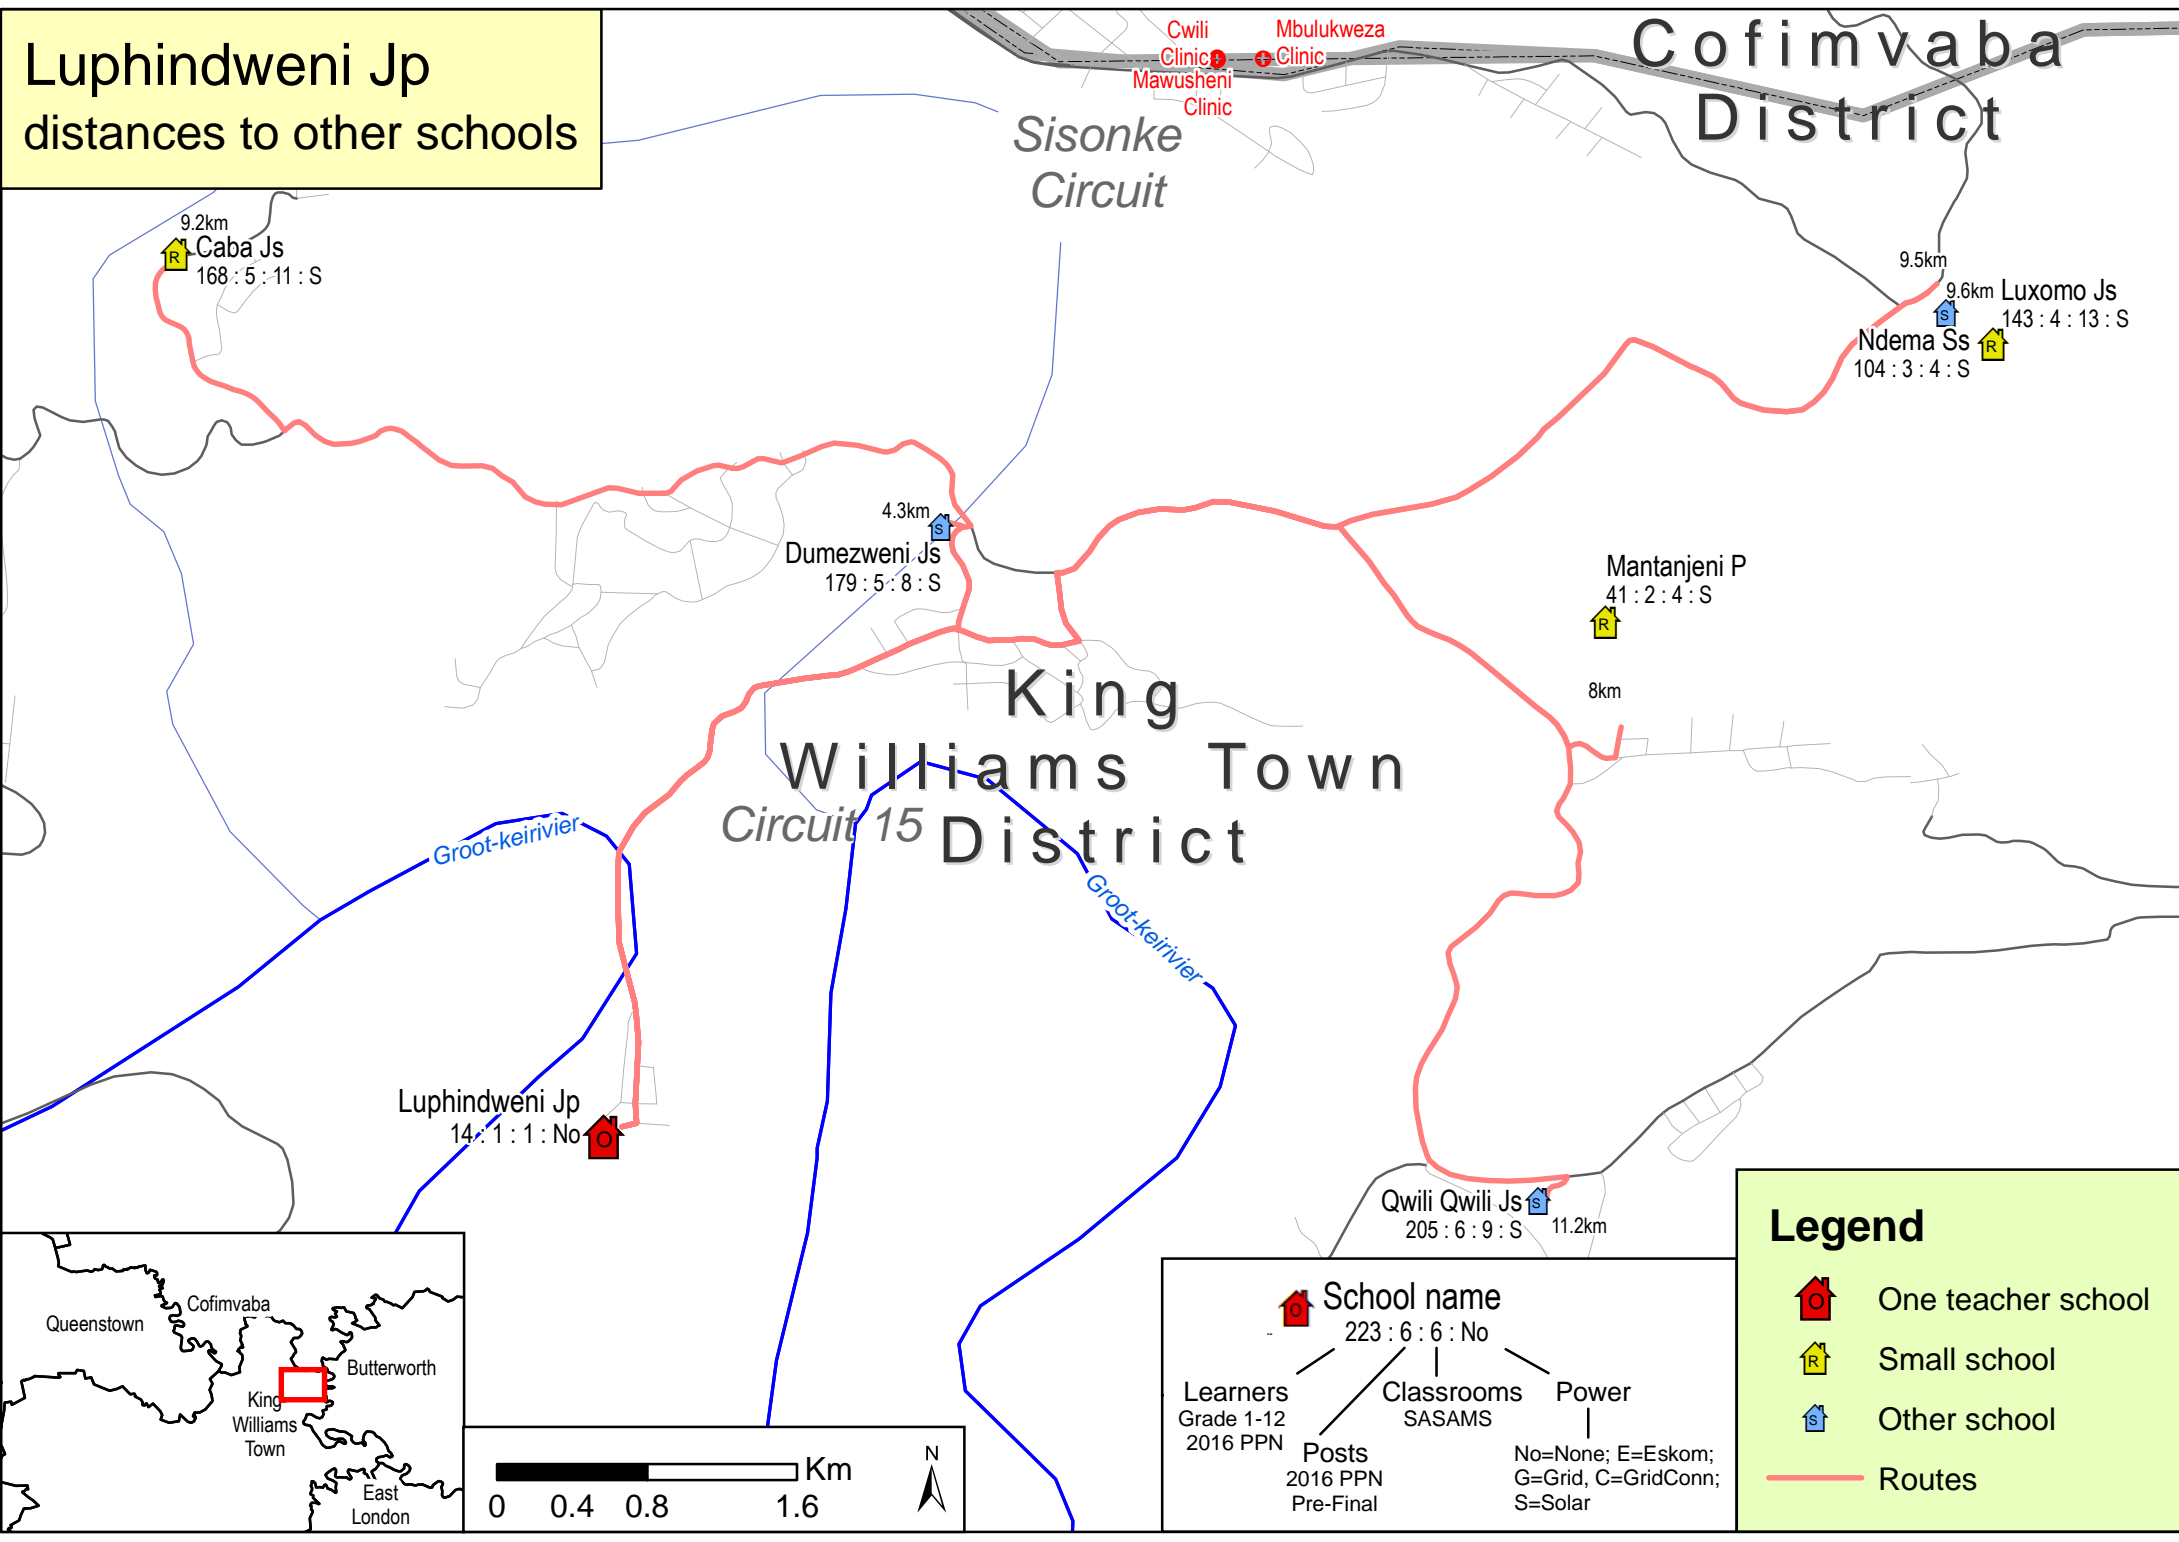 Luphindweni Jp
distances to other schools
Cwili
Clinic
Mbulukweza
Clinic
Mawusheni
Clinic
Cofimvaba
District
Sisonke
Circuit
9.2km
R
Caba Js
168 : 5 : 11 : S
9.5km
9.6km
Luxomo Js
143 : 4 : 13 : S
S
Ndema Ss
104 : 3 : 4 : S
R
4.3km
S
Dumezweni Js
179 : 5 : 8 : S
Mantanjeni P
41 : 2 : 4 : S
R
8km
King
Williams Town
District
Circuit 15
Groot-keirivier
Groot-keirivier
Luphindweni Jp
14 : 1 : 1 : No
O
Qwili Qwili Js
205 : 6 : 9 : S
S
11.2km
Queenstown
Cofimvaba
Butterworth
King
Williams
Town
East
London
Km
0 0.4 0.8 1.6
N
O
School name
223 : 6 : 6 : No
Learners
Grade 1-12
2016 PPN
Posts
2016 PPN
Pre-Final
Classrooms
SASAMS
Power
No=None; E=Eskom;
G=Grid, C=GridConn;
S=Solar
Legend
O One teacher school
R Small school
S Other school
Routes